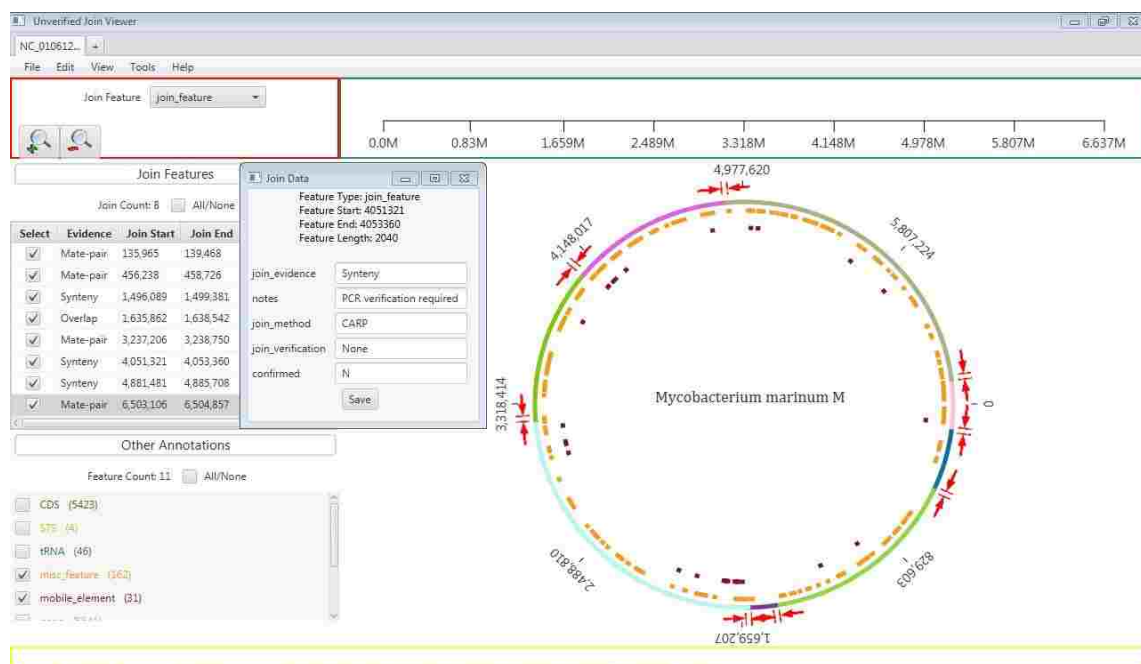 Unverified Join Viewer
NC_010612... +
File Edit View Tools Help
Join Feature join_feature
0.0M 0.83M 1.659M 2.489M 3.318M 4.148M 4.978M 5.807M 6.637M
Join Features
Join Count: 8 All/None
Select Evidence Join Start Join End
Mate-pair 135,965 139,468
Mate-pair 456,238 458,726
Synteny 1,496,089 1,499,381
Overlap 1,635,862 1,638,542
Mate-pair 3,237,206 3,238,750
Synteny 4,051,321 4,053,360
Synteny 4,881,481 4,885,708
Mate-pair 6,503,106 6,504,857
Join Data
Feature Type: join_feature
Feature Start: 4051321
Feature End: 4053360
Feature Length: 2040
join_evidence Synteny
notes PCR verification required
join_method CARP
join_verification None
confirmed N
Save
4,977,620
5,807,224
4,148,017
Mycobacterium marinum M
0
3,318,414
2,488,810
829,603
1,659,207
Other Annotations
Feature Count: 11 All/None
CDS (5423)
STS (4)
tRNA (46)
misc_feature (162)
mobile_element (31)